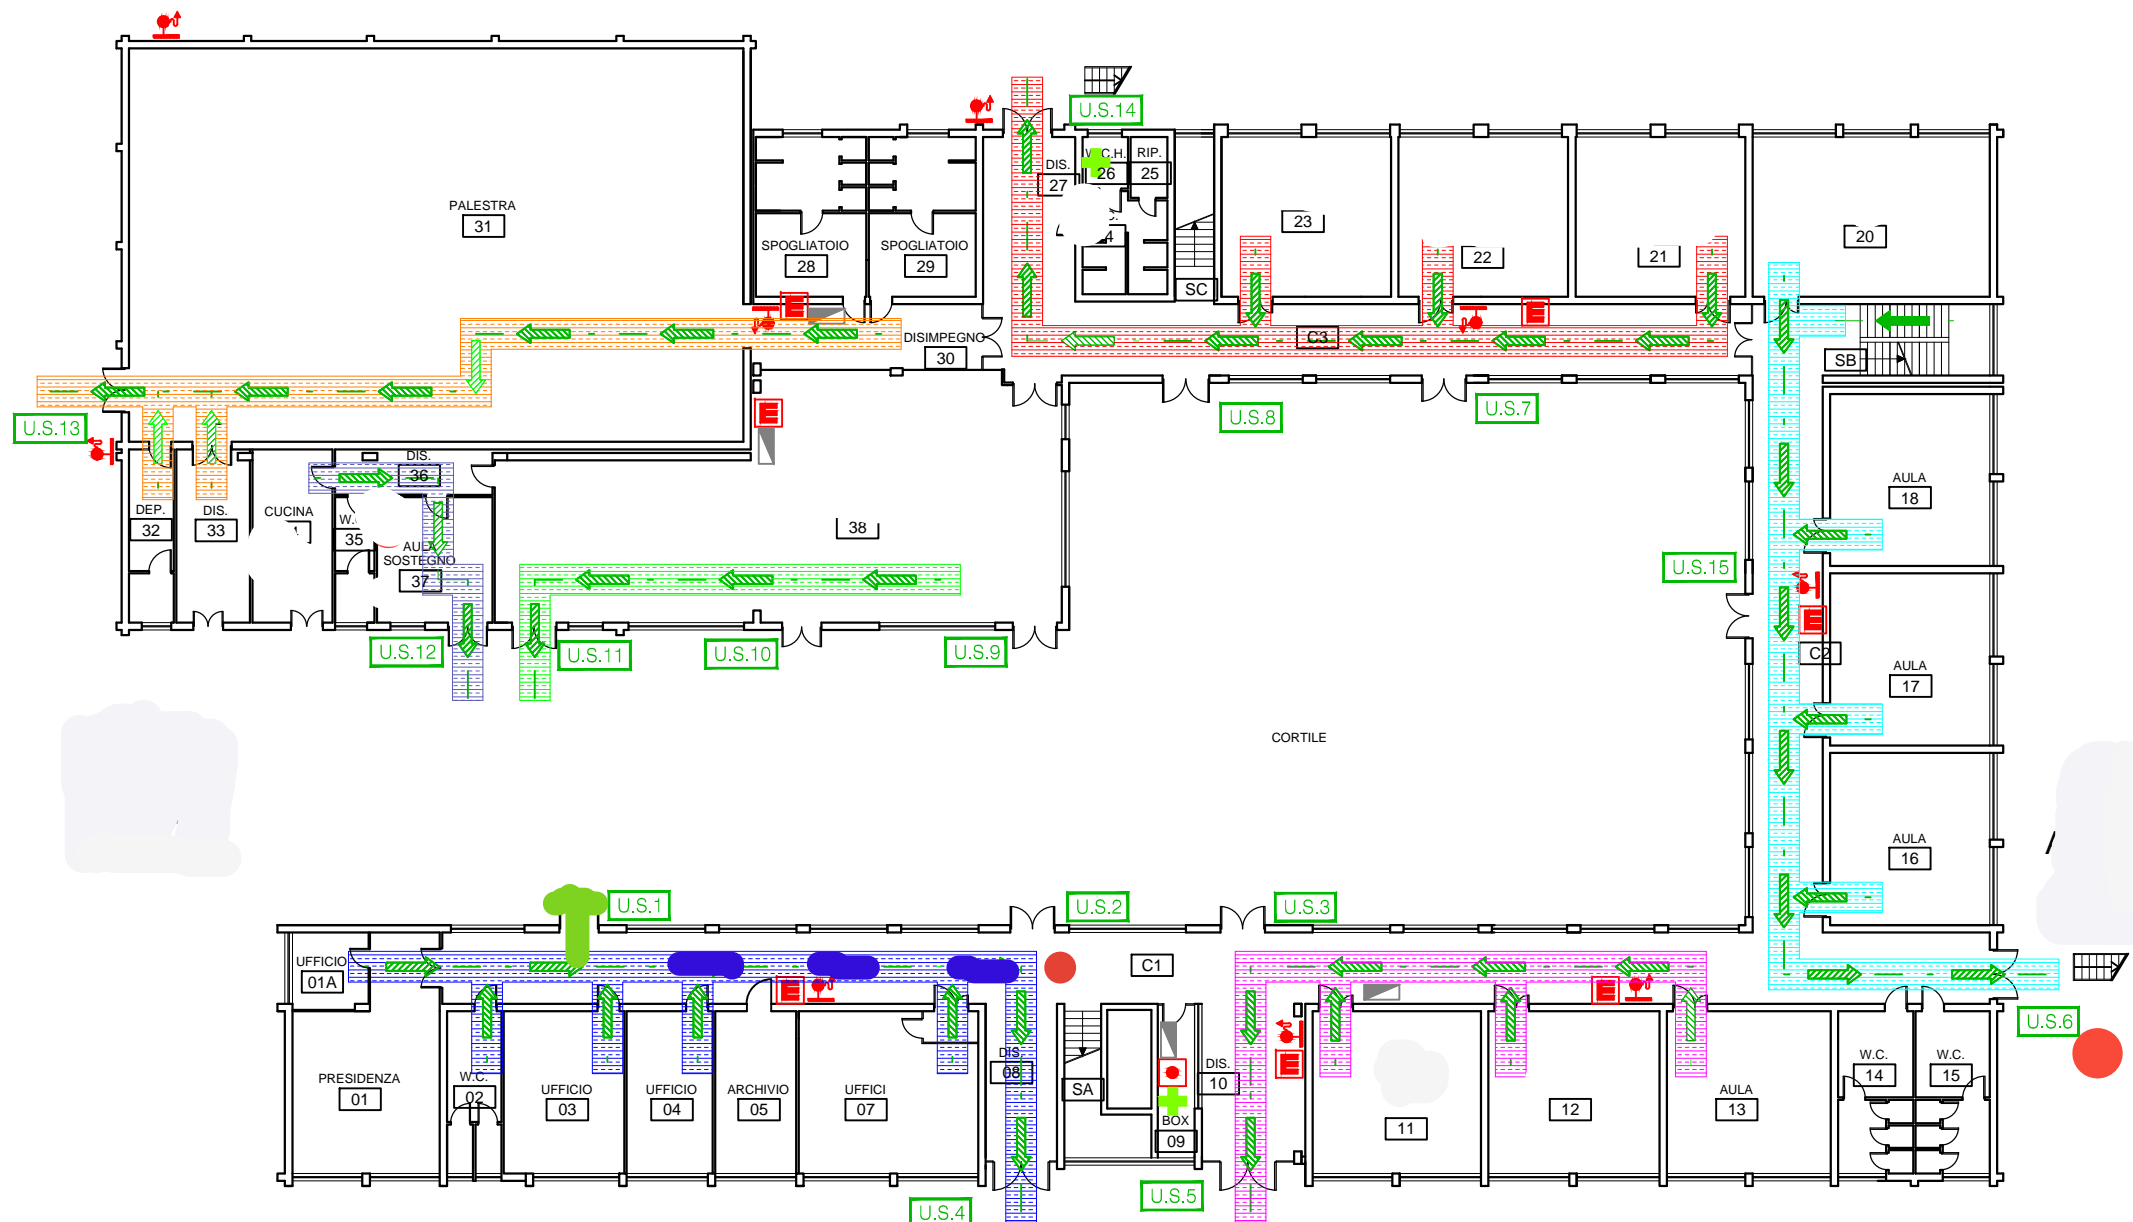 U.S.14
W.C.H.
26
RIP.
25
DIS.
27
PALESTRA
31
SPOGLIATOIO
28
SPOGLIATOIO
29
23
22
21
20
SC
4
C3
DISIMPEGNO
30
SB
U.S.13
U.S.8
U.S.7
DIS.
36
DEP.
32
DIS.
33
CUCINA
35
AULA
SOSTEGNO
37
38
AULA
18
U.S.15
U.S.12
U.S.11
U.S.10
U.S.9
C2
AULA
17
CORTILE
AULA
16
U.S.1
U.S.2
U.S.3
UFFICIO
01A
C1
U.S.6
PRESIDENZA
01
W.C.
02
UFFICIO
03
UFFICIO
04
ARCHIVIO
05
UFFICI
07
DIS.
08
SA
BOX
09
DIS.
10
11
12
AULA
13
W.C.
14
W.C.
15
U.S.4
U.S.5